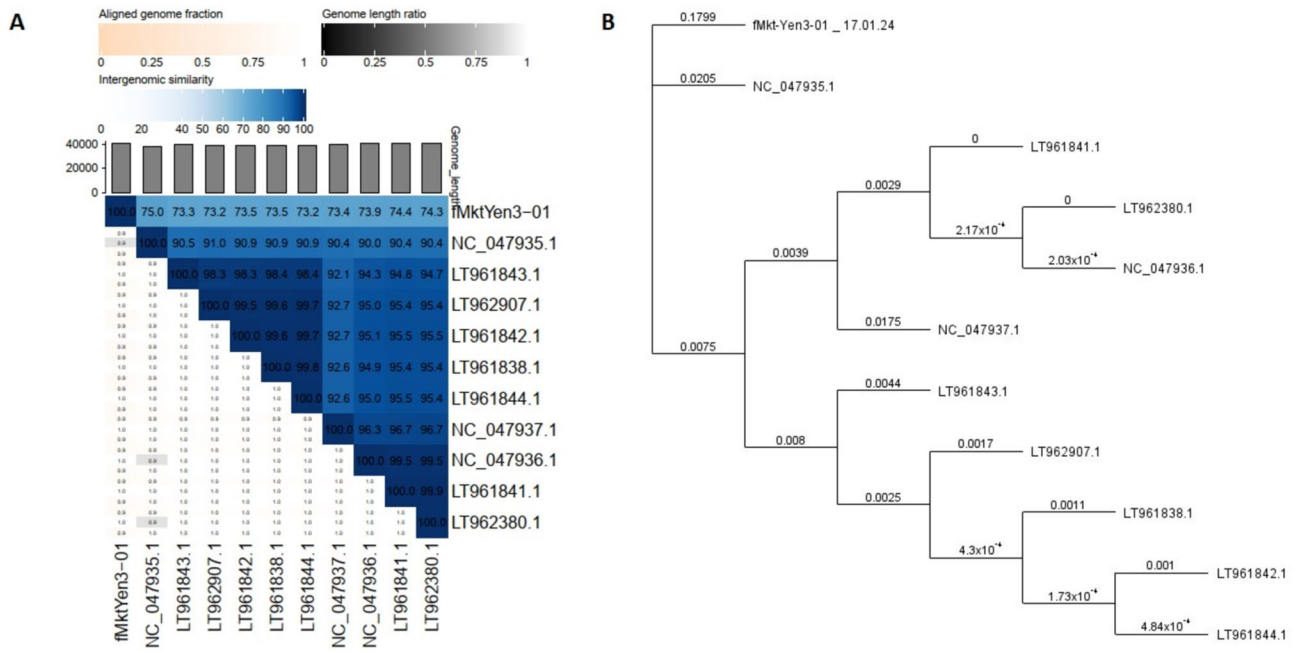 A
Aligned genome fraction
0 0.25 0.5 0.75 1
Genome length ratio
0 0.25 0.5 0.75 1
Intergenomic similarity
0 20 40 50 60 70 80 90 100
40000
20000
0
Genome_length
100.0 75.0 73.3 73.2 73.5 73.5 73.2 73.4 73.9 74.4 74.3 fMktYen3-01
100.0 90.5 91.0 90.9 90.9 90.9 90.4 90.0 90.4 90.4 NC_047935.1
100.0 98.3 98.3 98.4 98.4 92.1 94.3 94.8 94.7 LT961843.1
100.0 99.5 99.6 99.7 92.7 95.0 95.4 95.4 LT962907.1
100.0 99.6 99.7 92.7 95.1 95.5 95.5 LT961842.1
100.0 99.8 92.6 94.9 95.4 95.4 LT961838.1
100.0 92.6 95.0 95.5 95.4 LT961844.1
100.0 96.3 96.7 96.7 NC_047937.1
100.0 99.5 99.5 NC_047936.1
100.0 99.9 LT961841.1
100.0 LT962380.1
fMktYen3-01
NC_047935.1
LT961843.1
LT962907.1
LT961842.1
LT961838.1
LT961844.1
NC_047937.1
NC_047936.1
LT961841.1
LT962380.1
B
0.1799 fMkt-Yen3-01 _ 17.01.24
0.0205 NC_047935.1
0 LT961841.1
0.0029
0 LT962380.1
2.17x10⁻⁴
2.03x10⁻⁴ NC_047936.1
0.0039
0.0175 NC_047937.1
0.0075
0.0044 LT961843.1
0.008
0.0017 LT962907.1
0.0025
0.0011 LT961838.1
4.3x10⁻⁴
0.001 LT961842.1
1.73x10⁻⁴
4.84x10⁻⁴ LT961844.1